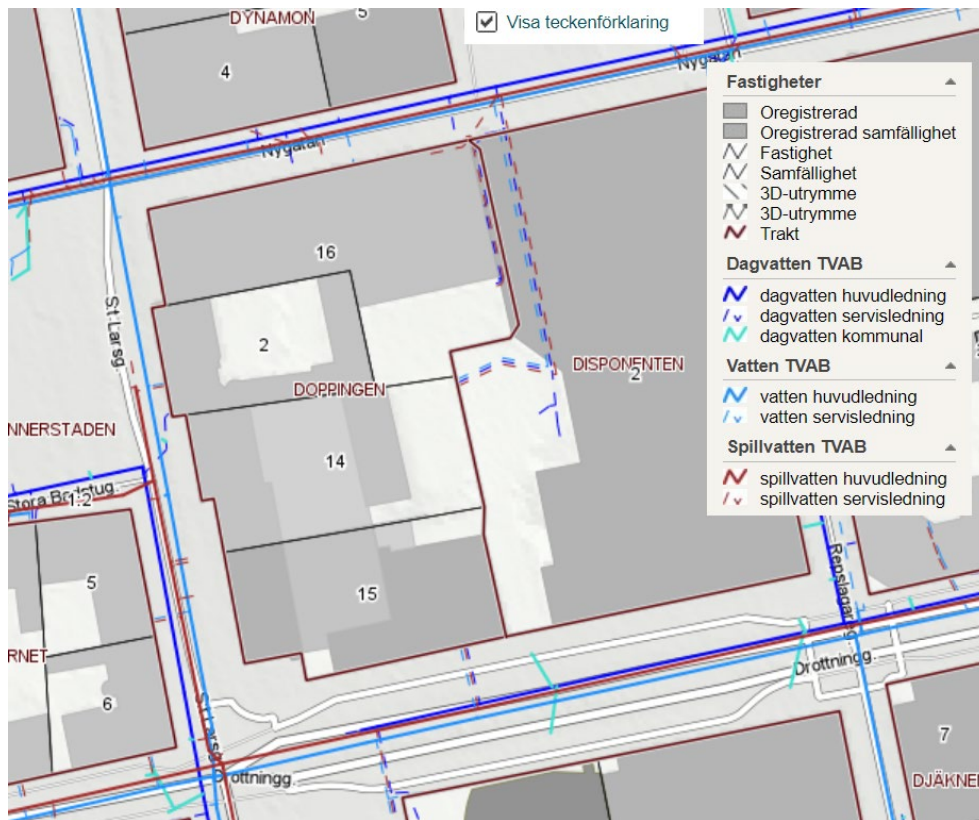 DYNAMON
5
4
Visa teckenförklaring
Nygatan
Nygatan
Fastigheter
Oregistrerad
Oregistrerad samfällighet
Fastighet
Samfällighet
3D-utrymme
3D-utrymme
Trakt
Dagvatten TVAB
dagvatten huvudledning
dagvatten servisledning
dagvatten kommunal
Vatten TVAB
vatten huvudledning
vatten servisledning
Spillvatten TVAB
spillvatten huvudledning
spillvatten servisledning
16
St:Larsg.
2
DOPPINGEN
DISPONENTEN
2
NNERSTADEN
14
Stora Badstug.
1:2
5
15
RNET
6
St:Larsg.
Drottningg.
Drottningg.
Repslagareg.
7
DJÄKNE